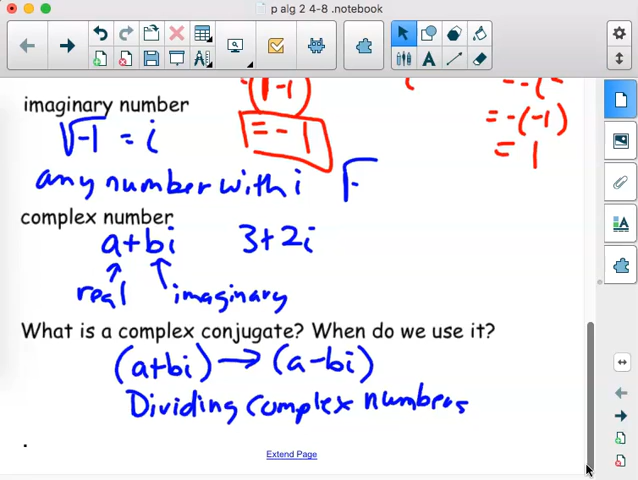 p alg 2 4-8 .notebook
imaginary number
√-1 = i
= - 1
= -(-1)
= 1
any number with i √-
complex number
a+bi 3+2i
real imaginary
What is a complex conjugate? When do we use it?
(a+bi) → (a-bi)
Dividing complex numbers
.
Extend Page